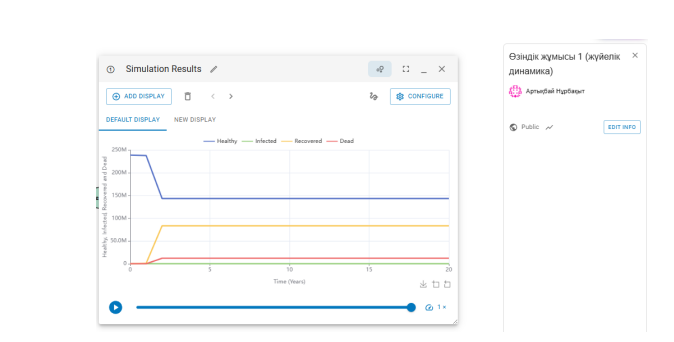 Simulation Results
ADD DISPLAY
CONFIGURE
DEFAULT DISPLAY NEW DISPLAY
Healthy Infected Recovered Dead
250M
200M
150M
100M
50.0M
0
Healthy, Infected, Recovered and Dead
0 5 10 15 20
Time (Years)
1×
Өзіндік жұмысы 1 (жүйелік
динамика)
Артықбай Нұрбақыт
Public
EDIT INFO